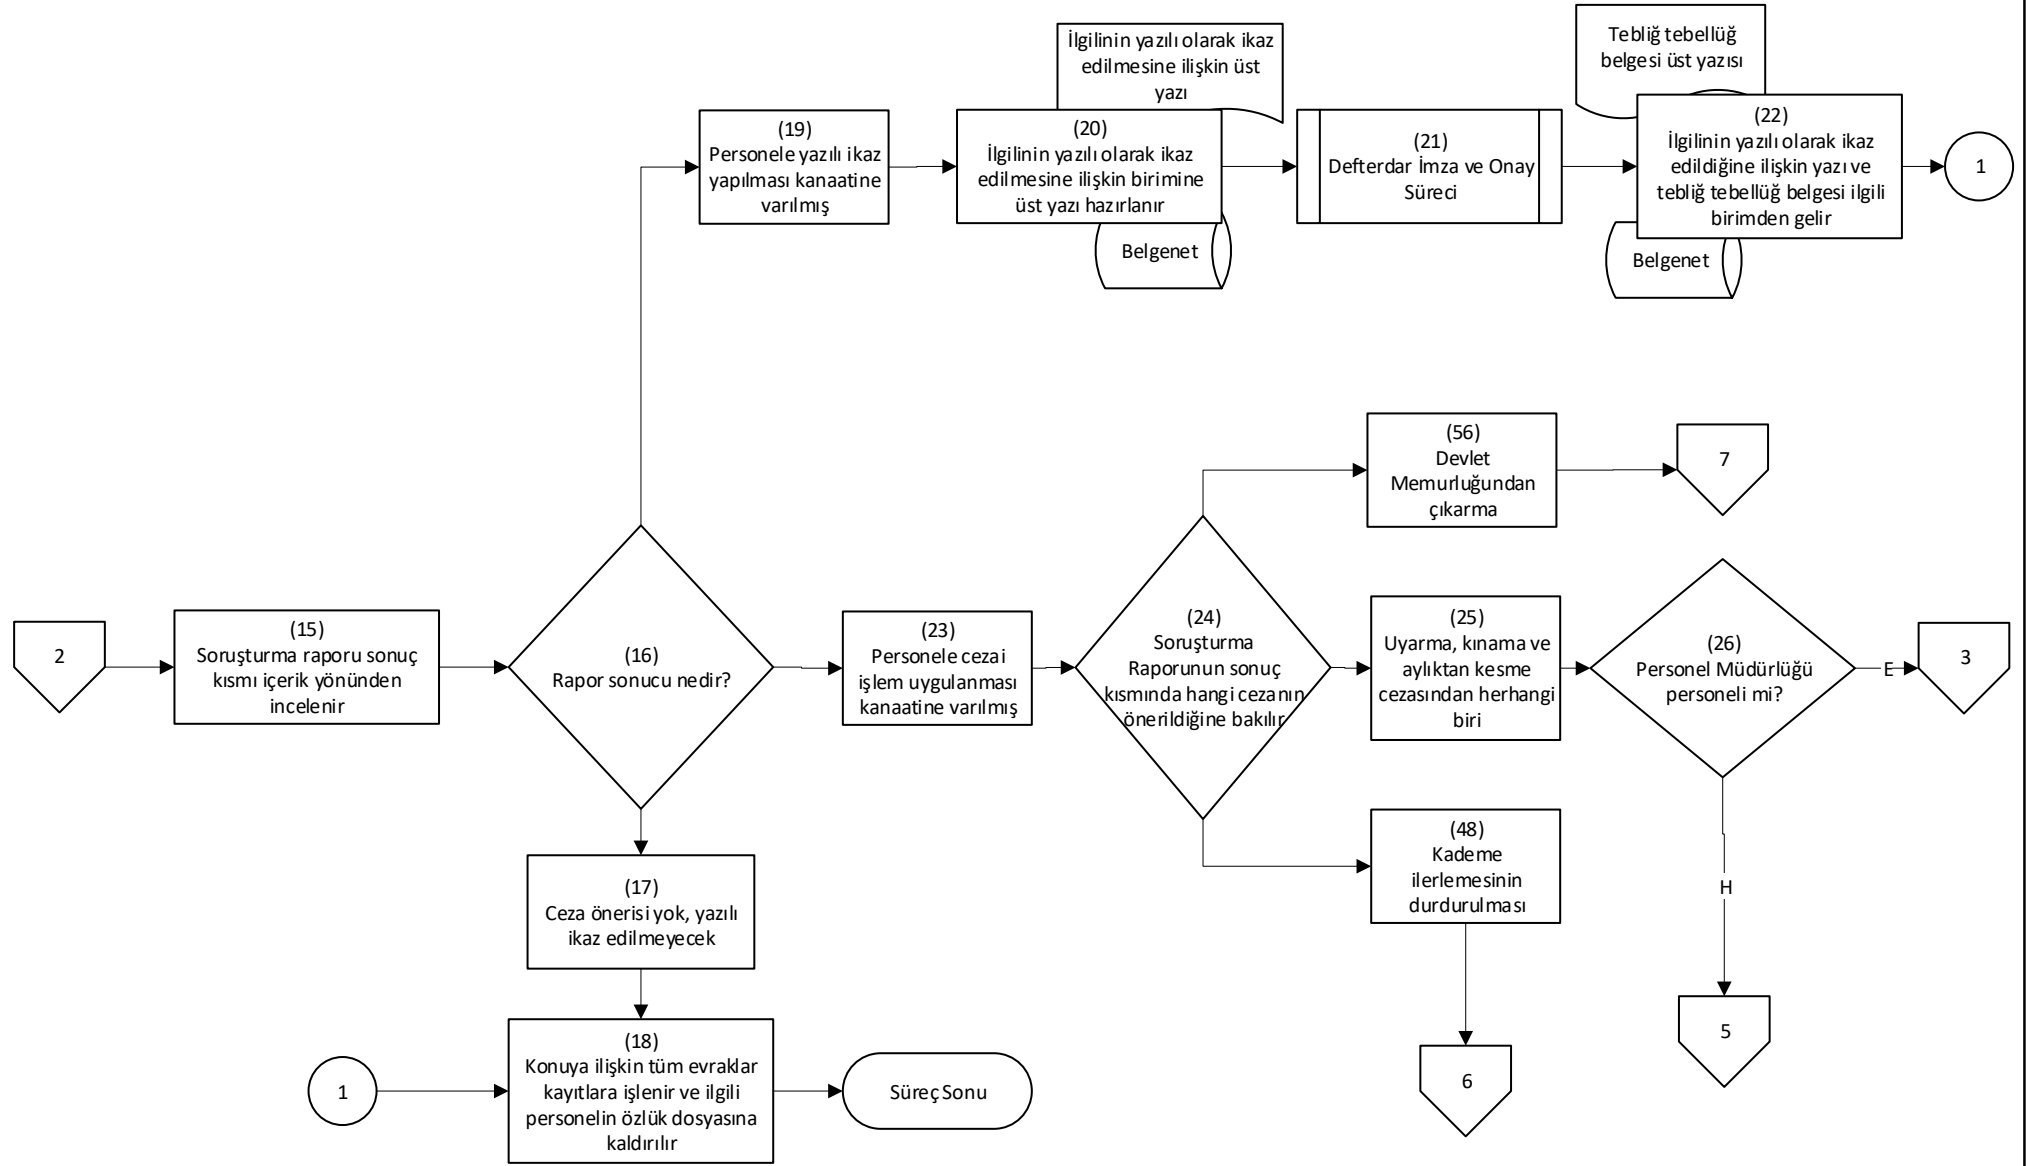 İlgilinin yazılı olarak ikaz
edilmesine ilişkin üst
yazı
Tebliğ tebellüğ
belgesi üst yazısı
(19)
Personele yazılı ikaz
yapılması kanaatine
varılmış
(20)
İlgilinin yazılı olarak ikaz
edilmesine ilişkin birimine
üst yazı hazırlanır
Belgenet
(21)
Defterdar İmza ve Onay
Süreci
(22)
İlgilinin yazılı olarak ikaz
edildiğine ilişkin yazı ve
tebliğ tebellüğ belgesi ilgili
birimden gelir
Belgenet
1
(56)
Devlet
Memurluğundan
çıkarma
7
2
(15)
Soruşturma raporu sonuç
kısmı içerik yönünden
incelenir
(16)
Rapor sonucu nedir?
(23)
Personele cezai
işlem uygulanması
kanaatine varılmış
(24)
Soruşturma
Raporunun sonuç
kısmında hangi cezanın
önerildiğine bakılır
(25)
Uyarma, kınama ve
aylıktan kesme
cezasından herhangi
biri
(26)
Personel Müdürlüğü
personeli mi?
E
3
(48)
Kademe
ilerlemesinin
durdurulması
H
6
5
(17)
Ceza önerisi yok, yazılı
ikaz edilmeyecek
1
(18)
Konuya ilişkin tüm evraklar
kayıtlara işlenir ve ilgili
personelin özlük dosyasına
kaldırılır
Süreç Sonu